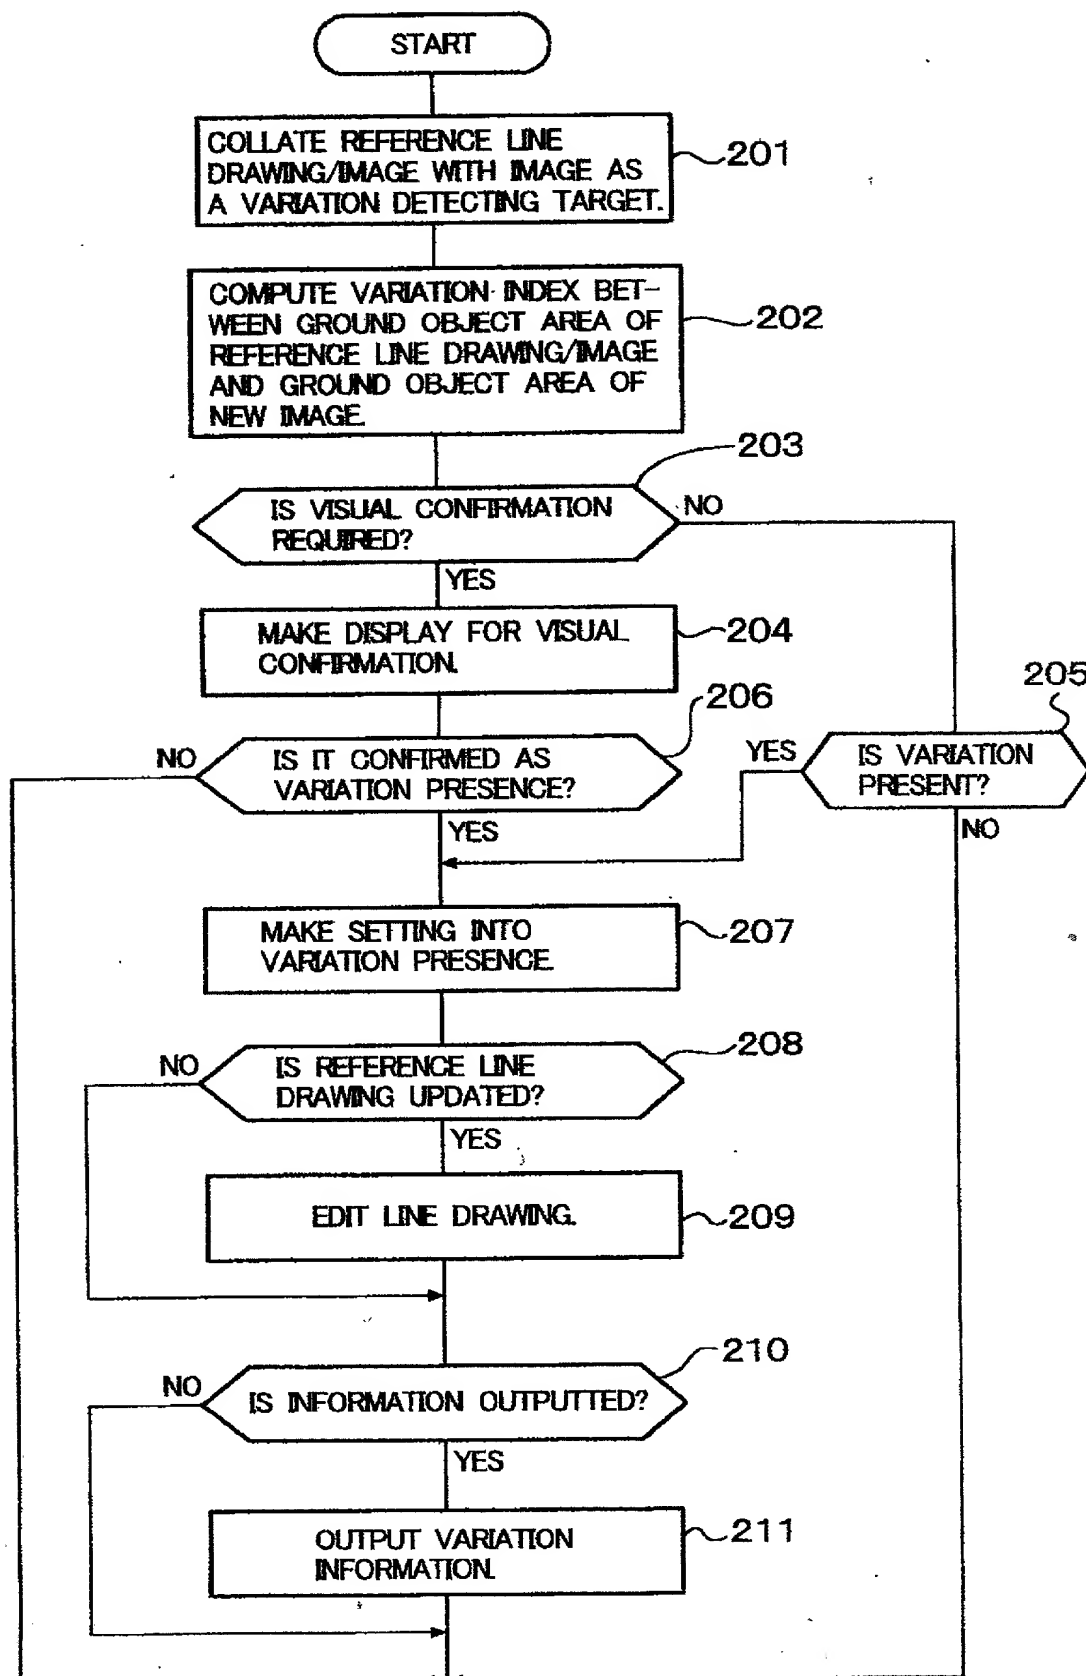 START
COLLATE REFERENCE LINE
DRAWING/IMAGE WITH IMAGE AS
A VARIATION DETECTING TARGET.
201
COMPUTE VARIATION INDEX BET-
WEEN GROUND OBJECT AREA OF
REFERENCE LINE DRAWING/IMAGE
AND GROUND OBJECT AREA OF
NEW IMAGE.
202
203
IS VISUAL CONFIRMATION
REQUIRED?
NO
YES
MAKE DISPLAY FOR VISUAL
CONFIRMATION.
204
205
206
NO
IS IT CONFIRMED AS
VARIATION PRESENCE?
YES
IS VARIATION
PRESENT?
YES
NO
MAKE SETTING INTO
VARIATION PRESENCE.
207
208
NO
IS REFERENCE LINE
DRAWING UPDATED?
YES
EDIT LINE DRAWING.
209
210
NO
IS INFORMATION OUTPUTTED?
YES
OUTPUT VARIATION
INFORMATION.
211